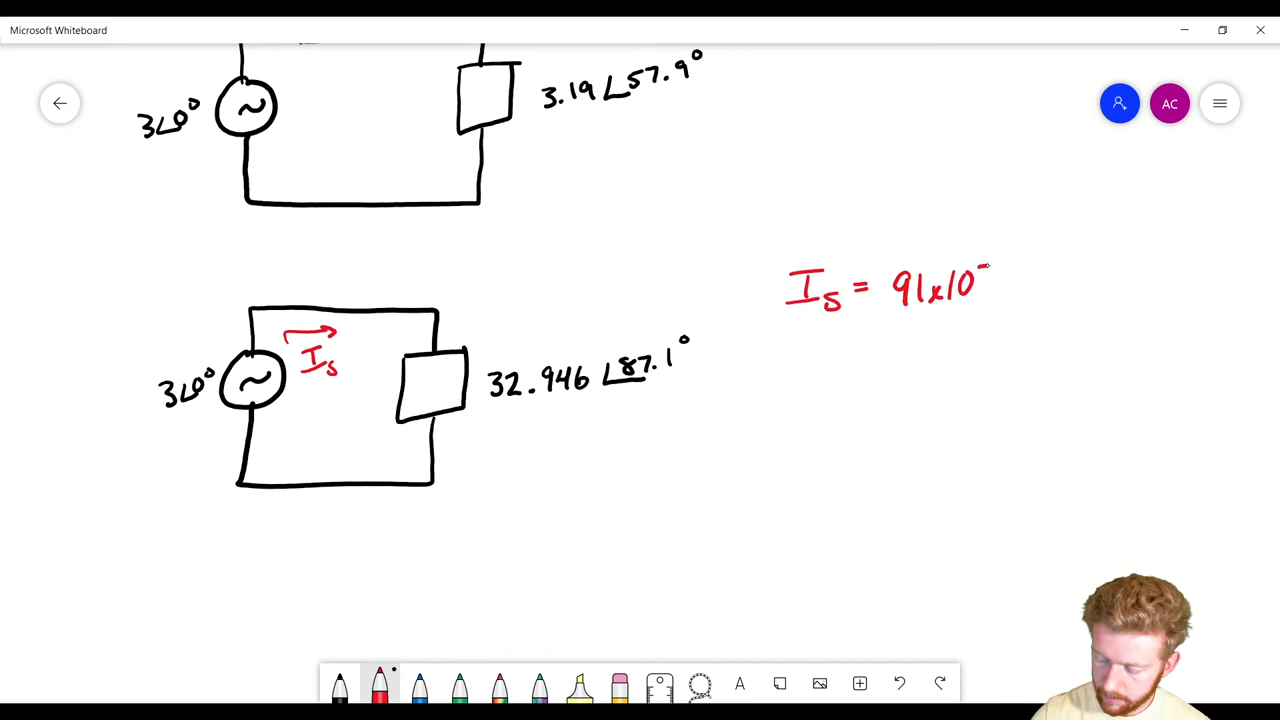 Microsoft Whiteboard
3∠0°
3.19∠57.9°
AC
I_s = 91x10⁻
I_s
3∠0°
32.946∠87.1°
A